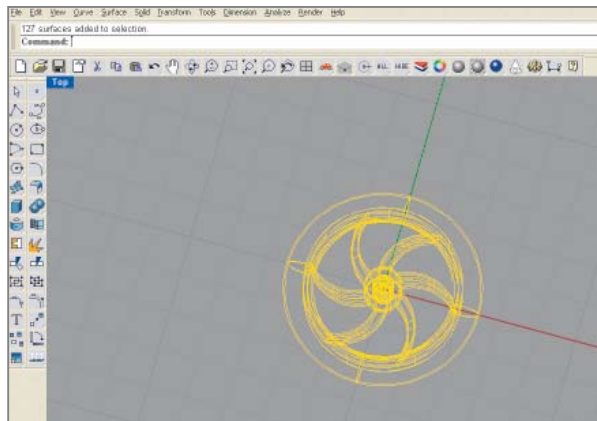 File Edit View Curve Surface Solid Transform Tools Dimension Analyze Render Help
127 surfaces added to selection.
Command:
Top
T